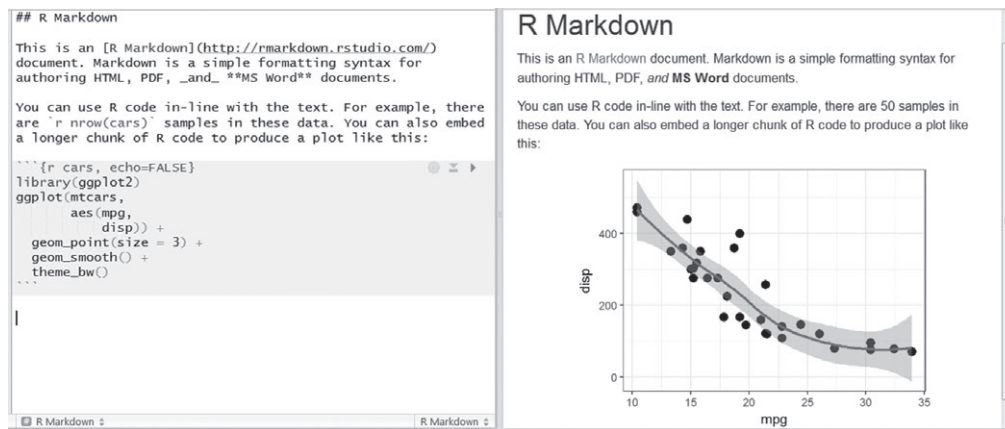 ## R Markdown
This is an [R Markdown](http://rmarkdown.rstudio.com/)
document. Markdown is a simple formatting syntax for
authoring HTML, PDF, _and_ **MS Word** documents.
You can use R code in-line with the text. For example, there
are `r nrow(cars)` samples in these data. You can also embed
a longer chunk of R code to produce a plot like this:
```{r cars, echo=FALSE}
library(ggplot2)
ggplot(mtcars,
aes(mpg,
disp)) +
geom_point(size = 3) +
geom_smooth() +
theme_bw()
```
R Markdown
R Markdown
R Markdown
This is an R Markdown document. Markdown is a simple formatting syntax for
authoring HTML, PDF, and MS Word documents.
You can use R code in-line with the text. For example, there are 50 samples in
these data. You can also embed a longer chunk of R code to produce a plot like
this:
400
200
0
disp
10 15 20 25 30 35
mpg